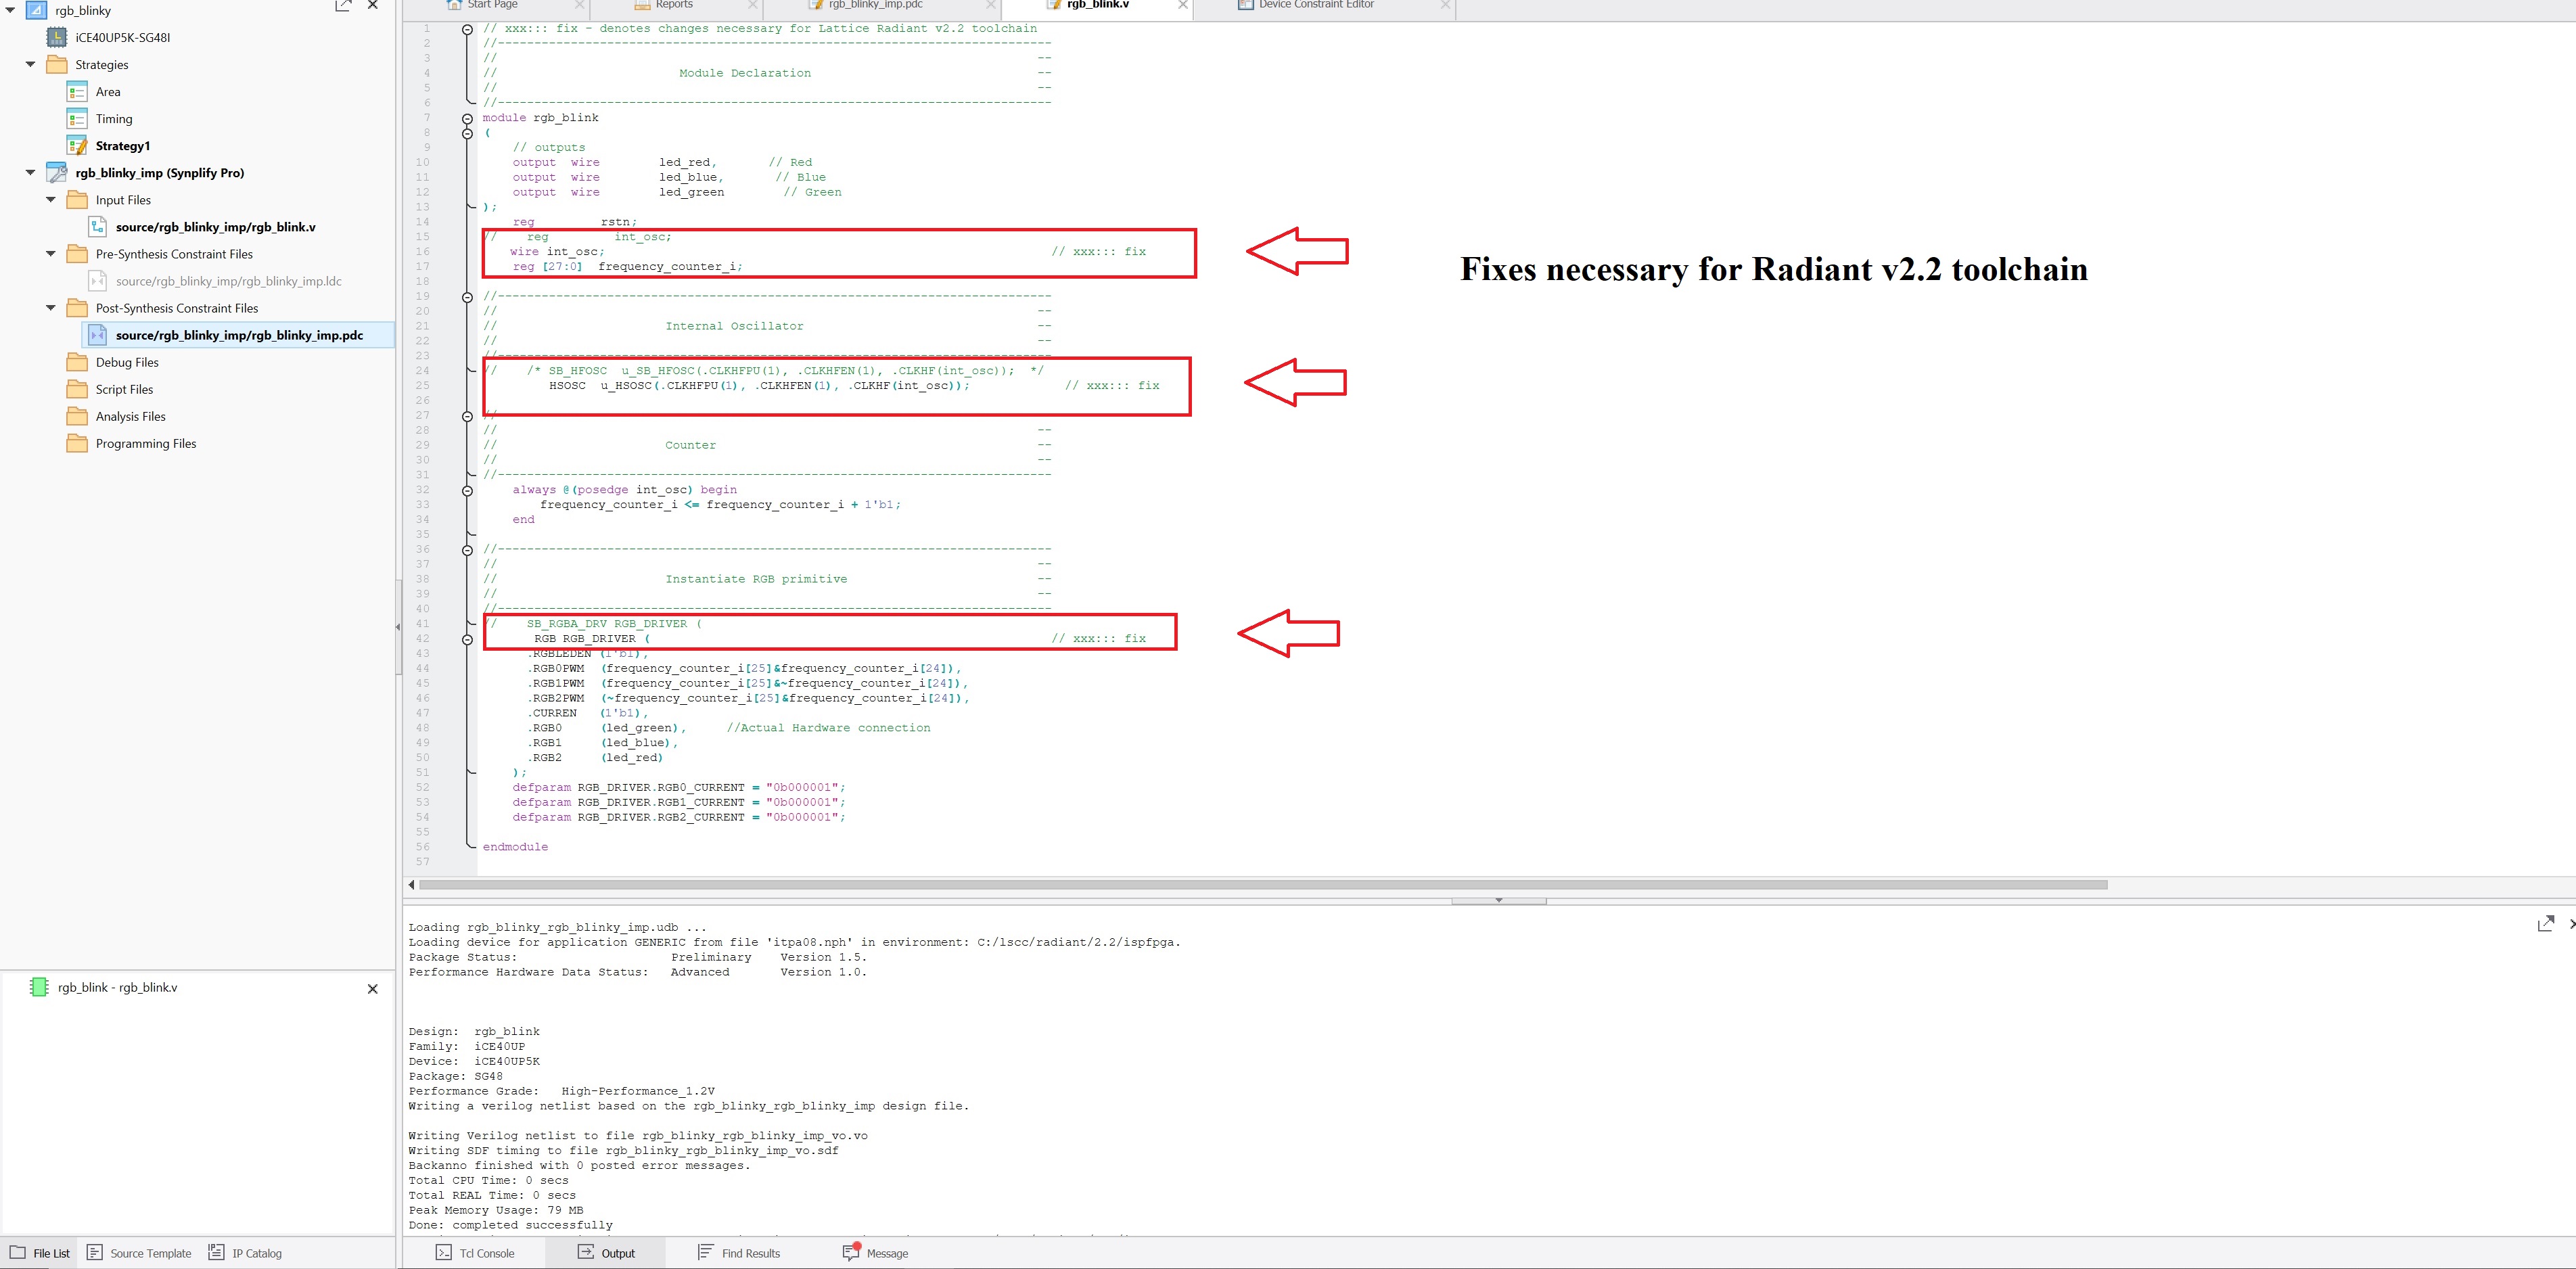 rgb_blinky
iCE40UP5K-SG48I
Strategies
Area
Timing
Strategy1
rgb_blinky_imp (Synplify Pro)
Input Files
source/rgb_blinky_imp/rgb_blink.v
Pre-Synthesis Constraint Files
source/rgb_blinky_imp/rgb_blinky_imp.ldc
Post-Synthesis Constraint Files
source/rgb_blinky_imp/rgb_blinky_imp.pdc
Debug Files
Script Files
Analysis Files
Programming Files
rgb_blink - rgb_blink.v
File List Source Template IP Catalog
Start Page Reports rgb_blinky_imp.pdc rgb_blink.v Device Constraint Editor
1 // xxx::: fix - denotes changes necessary for Lattice Radiant v2.2 toolchain
2 //----------------------------------------------------------------------------
3 // --
4 // Module Declaration --
5 // --
6 //----------------------------------------------------------------------------
7 module rgb_blink
8 (
9 // outputs
10 output wire led_red, // Red
11 output wire led_blue, // Blue
12 output wire led_green // Green
13 );
14 reg rstn;
15 // reg int_osc;
16 wire int_osc; // xxx::: fix
17 reg [27:0] frequency_counter_i;
18
19 //----------------------------------------------------------------------------
20 // --
21 // Internal Oscillator --
22 // --
23 //----------------------------------------------------------------------------
24 // /* SB_HFOSC u_SB_HFOSC(.CLKHFPU(1), .CLKHFEN(1), .CLKHF(int_osc)); */
25 HSOSC u_HSOSC(.CLKHFPU(1), .CLKHFEN(1), .CLKHF(int_osc)); // xxx::: fix
26
27 //
28 // --
29 // Counter --
30 // --
31 //----------------------------------------------------------------------------
32 always @(posedge int_osc) begin
33 frequency_counter_i <= frequency_counter_i + 1'b1;
34 end
35
36 //----------------------------------------------------------------------------
37 // --
38 // Instantiate RGB primitive --
39 // --
40 //----------------------------------------------------------------------------
41 // SB_RGBA_DRV RGB_DRIVER (
42 RGB RGB_DRIVER ( // xxx::: fix
43 .RGBLEDEN (1'b1),
44 .RGB0PWM (frequency_counter_i[25]&frequency_counter_i[24]),
45 .RGB1PWM (frequency_counter_i[25]&~frequency_counter_i[24]),
46 .RGB2PWM (~frequency_counter_i[25]&frequency_counter_i[24]),
47 .CURREN (1'b1),
48 .RGB0 (led_green), //Actual Hardware connection
49 .RGB1 (led_blue),
50 .RGB2 (led_red)
51 );
52 defparam RGB_DRIVER.RGB0_CURRENT = "0b000001";
53 defparam RGB_DRIVER.RGB1_CURRENT = "0b000001";
54 defparam RGB_DRIVER.RGB2_CURRENT = "0b000001";
55
56 endmodule
57
Fixes necessary for Radiant v2.2 toolchain
Loading rgb_blinky_rgb_blinky_imp.udb ...
Loading device for application GENERIC from file 'itpa08.nph' in environment: C:/lscc/radiant/2.2/ispfpga.
Package Status: Preliminary Version 1.5.
Performance Hardware Data Status: Advanced Version 1.0.
Design: rgb_blink
Family: iCE40UP
Device: iCE40UP5K
Package: SG48
Performance Grade: High-Performance_1.2V
Writing a verilog netlist based on the rgb_blinky_rgb_blinky_imp design file.
Writing Verilog netlist to file rgb_blinky_rgb_blinky_imp_vo.vo
Writing SDF timing to file rgb_blinky_rgb_blinky_imp_vo.sdf
Backanno finished with 0 posted error messages.
Total CPU Time: 0 secs
Total REAL Time: 0 secs
Peak Memory Usage: 79 MB
Done: completed successfully
Tcl Console Output Find Results Message